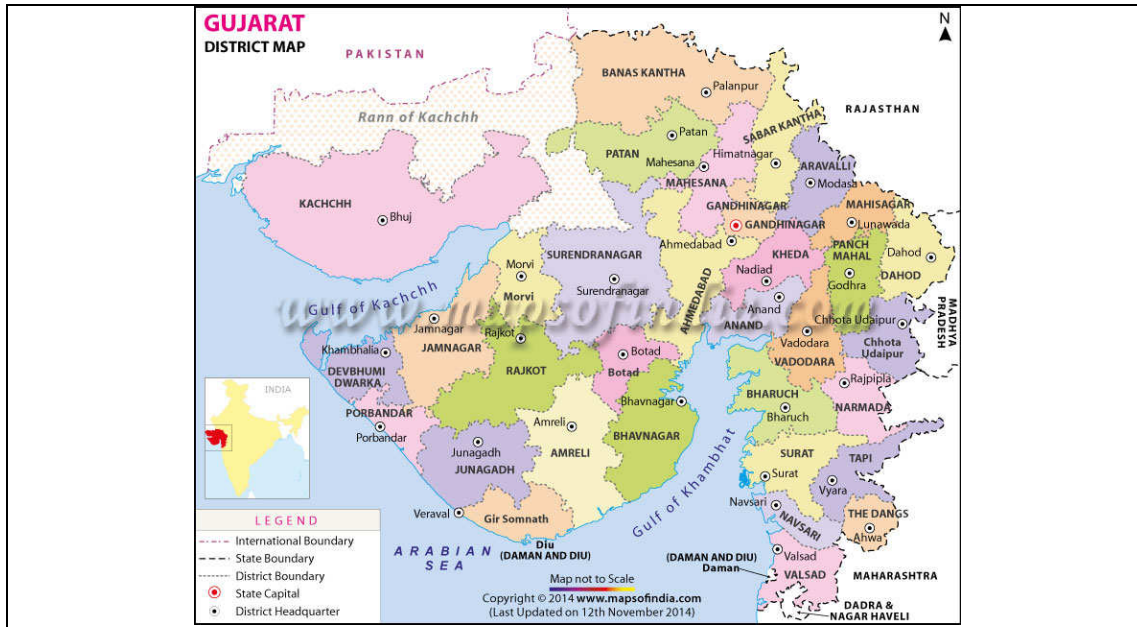 GUJARAT
DISTRICT MAP
N
PAKISTAN
RAJASTHAN
Rann of Kachchh
BANAS KANTHA
Palanpur
Patan
PATAN
SABAR KANTHA
Himatnagar
Mahesana
MAHESANA
ARAVALLI
Modash
KACHCHH
Bhuj
GANDHINAGAR
GANDHINAGAR
MAHISAGAR
Lunawada
Ahmedabad
AHMEDABAD
KHEDA
Nadiad
PANCH
MAHAL
Godhra
Dahod
DAHOD
SURENDRANAGAR
Surendranagar
Morvi
Morvi
Gulf of Kachchh
www.mapsofindia.com
Anand
ANAND
Chhota Udaipur
Chhota
Udaipur
MADHYA
PRADESH
Vadodara
VADODARA
Jamnagar
JAMNAGAR
Rajkot
RAJKOT
Khambhalia
DEVBHUMI
DWARKA
Botad
Botad
Rajpipla
NARMADA
BHARUCH
Bharuch
PORBANDAR
Porbandar
Bhavnagar
BHAVNAGAR
Amreli
AMRELI
Junagadh
JUNAGADH
Gulf of Khambhat
SURAT
Surat
TAPI
Vyara
Veraval
Gir Somnath
Navsari
NAVSARI
THE DANGS
Ahwa
Diu
(DAMAN AND DIU)
ARABIAN
SEA
(DAMAN AND DIU)
Daman
Valsad
VALSAD
MAHARASHTRA
DADRA &
NAGAR HAVELI
INDIA
LEGEND
International Boundary
State Boundary
District Boundary
State Capital
District Headquarter
Map not to Scale
Copyright © 2014 www.mapsofindia.com
(Last Updated on 12th November 2014)